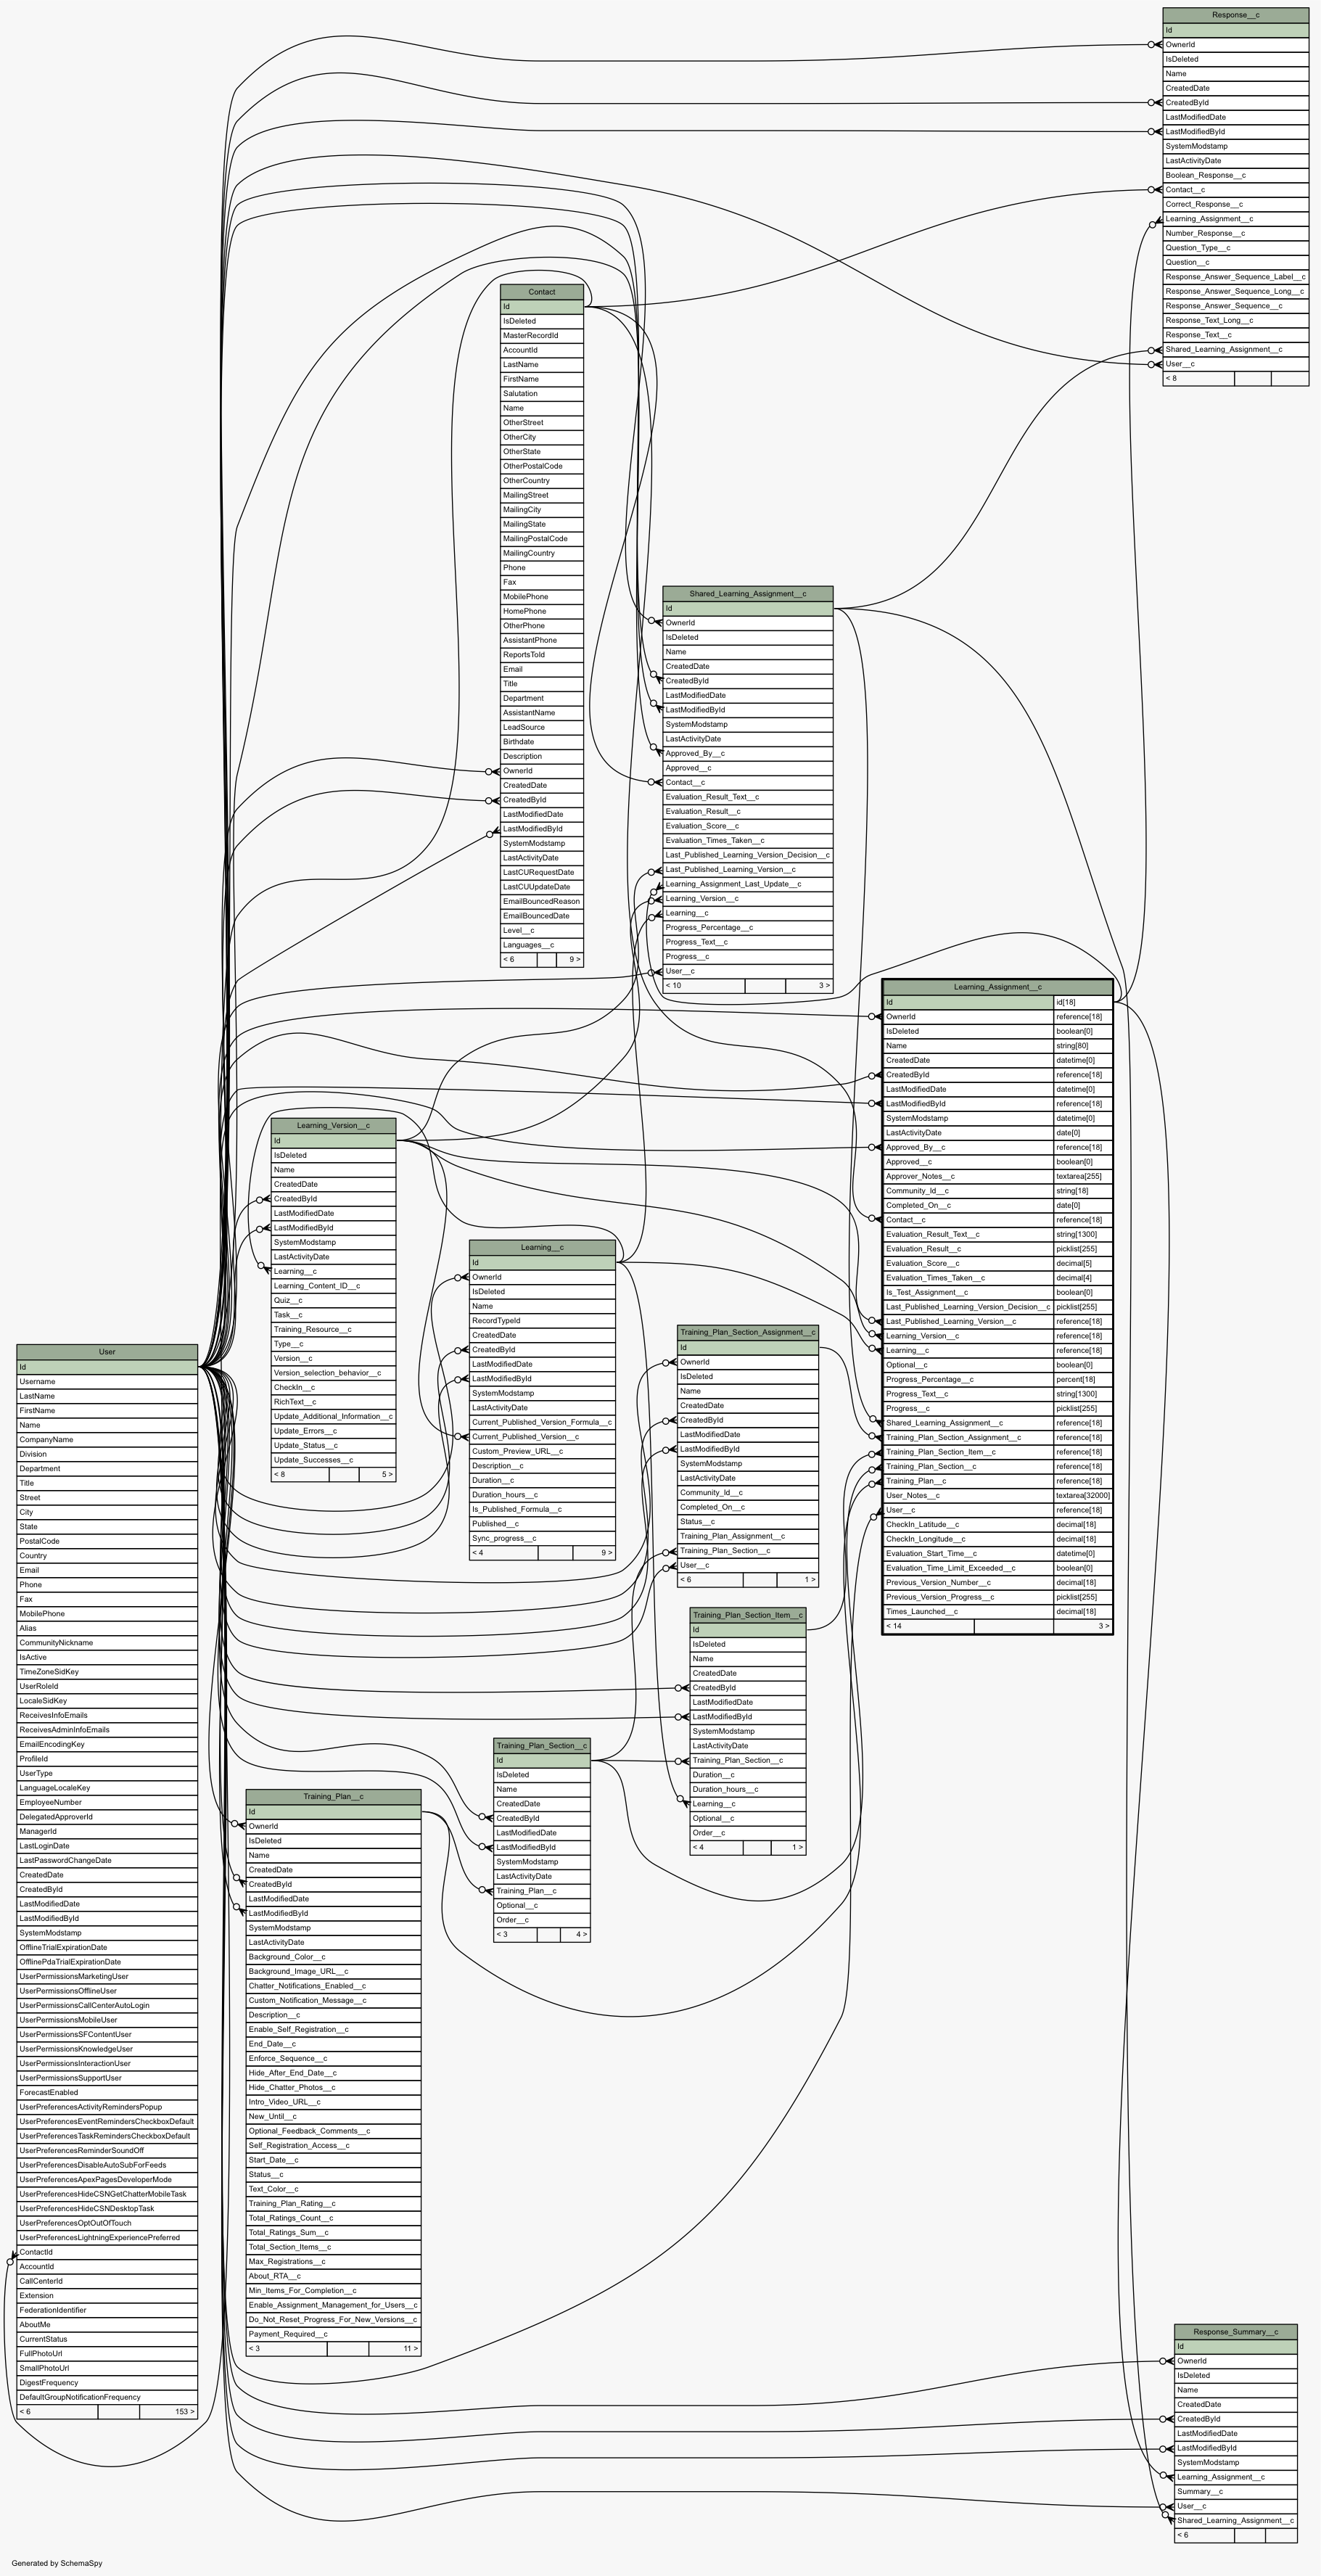 Response__c
Id
OwnerId
IsDeleted
Name
CreatedDate
CreatedById
LastModifiedDate
LastModifiedById
SystemModstamp
LastActivityDate
Boolean_Response__c
Contact__c
Correct_Response__c
Learning_Assignment__c
Number_Response__c
Question_Type__c
Question__c
Response_Answer_Sequence_Label__c
Response_Answer_Sequence_Long__c
Response_Answer_Sequence__c
Response_Text_Long__c
Response_Text__c
Shared_Learning_Assignment__c
User__c
< 8
Contact
Id
IsDeleted
MasterRecordId
AccountId
LastName
FirstName
Salutation
Name
OtherStreet
OtherCity
OtherState
OtherPostalCode
OtherCountry
MailingStreet
MailingCity
MailingState
MailingPostalCode
MailingCountry
Phone
Fax
MobilePhone
HomePhone
OtherPhone
AssistantPhone
ReportsToId
Email
Title
Department
AssistantName
LeadSource
Birthdate
Description
OwnerId
CreatedDate
CreatedById
LastModifiedDate
LastModifiedById
SystemModstamp
LastActivityDate
LastCURequestDate
LastCUUpdateDate
EmailBouncedReason
EmailBouncedDate
Level__c
Languages__c
< 6 9 >
Shared_Learning_Assignment__c
Id
OwnerId
IsDeleted
Name
CreatedDate
CreatedById
LastModifiedDate
LastModifiedById
SystemModstamp
LastActivityDate
Approved_By__c
Approved__c
Contact__c
Evaluation_Result_Text__c
Evaluation_Result__c
Evaluation_Score__c
Evaluation_Times_Taken__c
Last_Published_Learning_Version_Decision__c
Last_Published_Learning_Version__c
Learning_Assignment_Last_Update__c
Learning_Version__c
Learning__c
Progress_Percentage__c
Progress_Text__c
Progress__c
User__c
< 10 3 >
Learning_Assignment__c
Id id[18]
OwnerId reference[18]
IsDeleted boolean[0]
Name string[80]
CreatedDate datetime[0]
CreatedById reference[18]
LastModifiedDate datetime[0]
LastModifiedById reference[18]
SystemModstamp datetime[0]
LastActivityDate date[0]
Approved_By__c reference[18]
Approved__c boolean[0]
Approver_Notes__c textarea[255]
Community_Id__c string[18]
Completed_On__c date[0]
Contact__c reference[18]
Evaluation_Result_Text__c string[1300]
Evaluation_Result__c picklist[255]
Evaluation_Score__c decimal[5]
Evaluation_Times_Taken__c decimal[4]
Is_Test_Assignment__c boolean[0]
Last_Published_Learning_Version_Decision__c picklist[255]
Last_Published_Learning_Version__c reference[18]
Learning_Version__c reference[18]
Learning__c reference[18]
Optional__c boolean[0]
Progress_Percentage__c percent[18]
Progress_Text__c string[1300]
Progress__c picklist[255]
Shared_Learning_Assignment__c reference[18]
Training_Plan_Section_Assignment__c reference[18]
Training_Plan_Section_Item__c reference[18]
Training_Plan_Section__c reference[18]
Training_Plan__c reference[18]
User_Notes__c textarea[32000]
User__c reference[18]
CheckIn_Latitude__c decimal[18]
CheckIn_Longitude__c decimal[18]
Evaluation_Start_Time__c datetime[0]
Evaluation_Time_Limit_Exceeded__c boolean[0]
Previous_Version_Number__c decimal[18]
Previous_Version_Progress__c picklist[255]
Times_Launched__c decimal[18]
< 14 3 >
Learning_Version__c
Id
IsDeleted
Name
CreatedDate
CreatedById
LastModifiedDate
LastModifiedById
SystemModstamp
LastActivityDate
Learning__c
Learning_Content_ID__c
Quiz__c
Task__c
Training_Resource__c
Type__c
Version__c
Version_selection_behavior__c
CheckIn__c
RichText__c
Update_Additional_Information__c
Update_Errors__c
Update_Status__c
Update_Successes__c
< 8 5 >
Learning__c
Id
OwnerId
IsDeleted
Name
RecordTypeId
CreatedDate
CreatedById
LastModifiedDate
LastModifiedById
SystemModstamp
LastActivityDate
Current_Published_Version_Formula__c
Current_Published_Version__c
Custom_Preview_URL__c
Description__c
Duration__c
Duration_hours__c
Is_Published_Formula__c
Published__c
Sync_progress__c
< 4 9 >
Training_Plan_Section_Assignment__c
Id
OwnerId
IsDeleted
Name
CreatedDate
CreatedById
LastModifiedDate
LastModifiedById
SystemModstamp
LastActivityDate
Community_Id__c
Completed_On__c
Status__c
Training_Plan_Assignment__c
Training_Plan_Section__c
User__c
< 6 1 >
User
Id
Username
LastName
FirstName
Name
CompanyName
Division
Department
Title
Street
City
State
PostalCode
Country
Email
Phone
Fax
MobilePhone
Alias
CommunityNickname
IsActive
TimeZoneSidKey
UserRoleId
LocaleSidKey
ReceivesInfoEmails
ReceivesAdminInfoEmails
EmailEncodingKey
ProfileId
UserType
LanguageLocaleKey
EmployeeNumber
DelegatedApproverId
ManagerId
LastLoginDate
LastPasswordChangeDate
CreatedDate
CreatedById
LastModifiedDate
LastModifiedById
SystemModstamp
OfflineTrialExpirationDate
OfflinePdaTrialExpirationDate
UserPermissionsMarketingUser
UserPermissionsOfflineUser
UserPermissionsCallCenterAutoLogin
UserPermissionsMobileUser
UserPermissionsSFContentUser
UserPermissionsKnowledgeUser
UserPermissionsInteractionUser
UserPermissionsSupportUser
ForecastEnabled
UserPreferencesActivityRemindersPopup
UserPreferencesEventRemindersCheckboxDefault
UserPreferencesTaskRemindersCheckboxDefault
UserPreferencesReminderSoundOff
UserPreferencesDisableAutoSubForFeeds
UserPreferencesApexPagesDeveloperMode
UserPreferencesHideCSNGetChatterMobileTask
UserPreferencesHideCSNDesktopTask
UserPreferencesOptOutOfTouch
UserPreferencesLightningExperiencePreferred
ContactId
AccountId
CallCenterId
Extension
FederationIdentifier
AboutMe
CurrentStatus
FullPhotoUrl
SmallPhotoUrl
DigestFrequency
DefaultGroupNotificationFrequency
< 6 153 >
Training_Plan_Section_Item__c
Id
IsDeleted
Name
CreatedDate
CreatedById
LastModifiedDate
LastModifiedById
SystemModstamp
LastActivityDate
Training_Plan_Section__c
Duration__c
Duration_hours__c
Learning__c
Optional__c
Order__c
< 4 1 >
Training_Plan_Section__c
Id
IsDeleted
Name
CreatedDate
CreatedById
LastModifiedDate
LastModifiedById
SystemModstamp
LastActivityDate
Training_Plan__c
Optional__c
Order__c
< 3 4 >
Training_Plan__c
Id
OwnerId
IsDeleted
Name
CreatedDate
CreatedById
LastModifiedDate
LastModifiedById
SystemModstamp
LastActivityDate
Background_Color__c
Background_Image_URL__c
Chatter_Notifications_Enabled__c
Custom_Notification_Message__c
Description__c
Enable_Self_Registration__c
End_Date__c
Enforce_Sequence__c
Hide_After_End_Date__c
Hide_Chatter_Photos__c
Intro_Video_URL__c
New_Until__c
Optional_Feedback_Comments__c
Self_Registration_Access__c
Start_Date__c
Status__c
Text_Color__c
Training_Plan_Rating__c
Total_Ratings_Count__c
Total_Ratings_Sum__c
Total_Section_Items__c
Max_Registrations__c
About_RTA__c
Min_Items_For_Completion__c
Enable_Assignment_Management_for_Users__c
Do_Not_Reset_Progress_For_New_Versions__c
Payment_Required__c
< 3 11 >
Response_Summary__c
Id
OwnerId
IsDeleted
Name
CreatedDate
CreatedById
LastModifiedDate
LastModifiedById
SystemModstamp
Learning_Assignment__c
Summary__c
User__c
Shared_Learning_Assignment__c
< 6
Generated by SchemaSpy